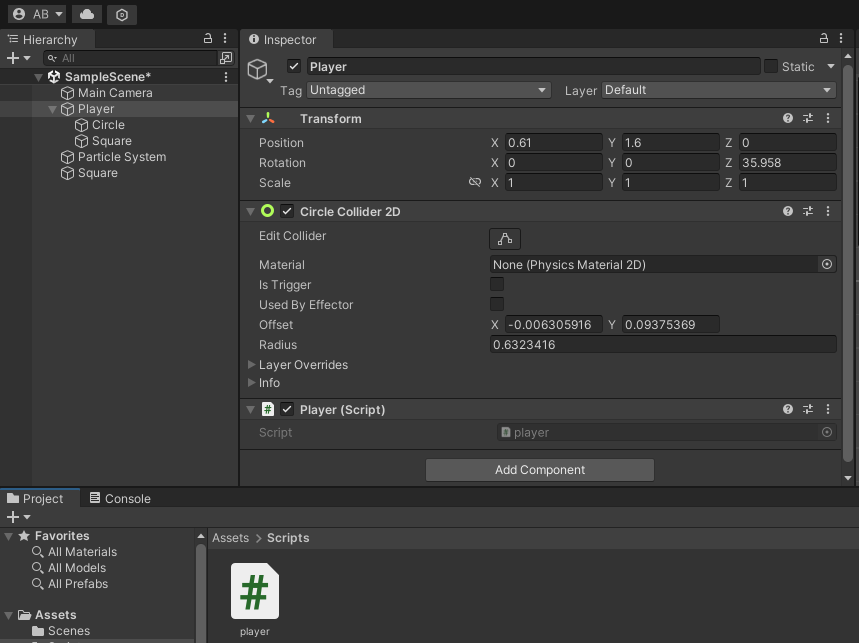 AB
Hierarchy
All
SampleScene*
Main Camera
Player
Circle
Square
Particle System
Square
Inspector
Player
Static
Tag Untagged Layer Default
Transform
Position X 0.61 Y 1.6 Z 0
Rotation X 0 Y 0 Z 35.958
Scale X 1 Y 1 Z 1
Circle Collider 2D
Edit Collider
Material None (Physics Material 2D)
Is Trigger
Used By Effector
Offset X -0.006305916 Y 0.09375369
Radius 0.6323416
Layer Overrides
Info
# Player (Script)
Script # player
Add Component
Project Console
Favorites
All Materials
All Models
All Prefabs
Assets
Scenes
Assets > Scripts
#
player